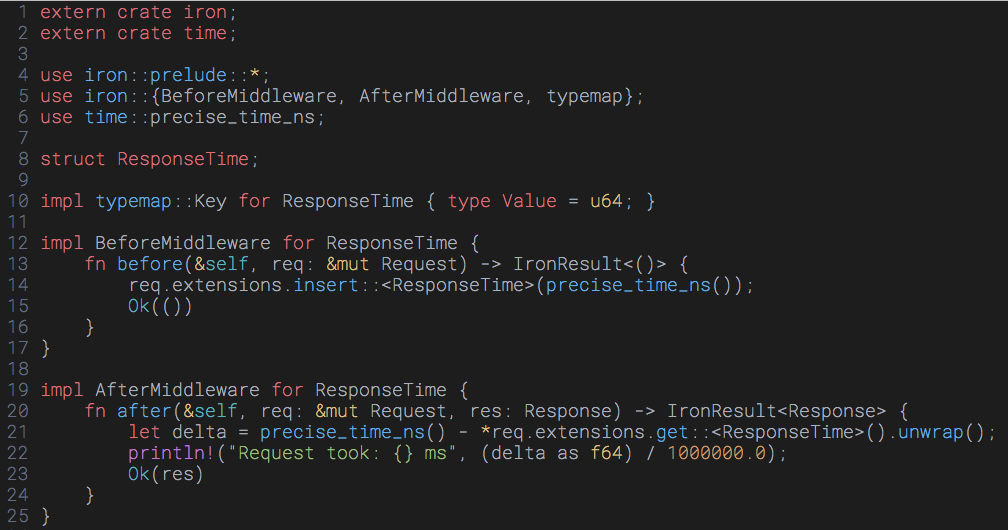 1 extern crate iron;
2 extern crate time;
3
4 use iron::prelude::*;
5 use iron::{BeforeMiddleware, AfterMiddleware, typemap};
6 use time::precise_time_ns;
7
8 struct ResponseTime;
9
10 impl typemap::Key for ResponseTime { type Value = u64; }
11
12 impl BeforeMiddleware for ResponseTime {
13     fn before(&self, req: &mut Request) -> IronResult<()> {
14         req.extensions.insert::<ResponseTime>(precise_time_ns());
15         Ok(())
16     }
17 }
18
19 impl AfterMiddleware for ResponseTime {
20     fn after(&self, req: &mut Request, res: Response) -> IronResult<Response> {
21         let delta = precise_time_ns() - *req.extensions.get::<ResponseTime>().unwrap();
22         println!("Request took: {} ms", (delta as f64) / 1000000.0);
23         Ok(res)
24     }
25 }